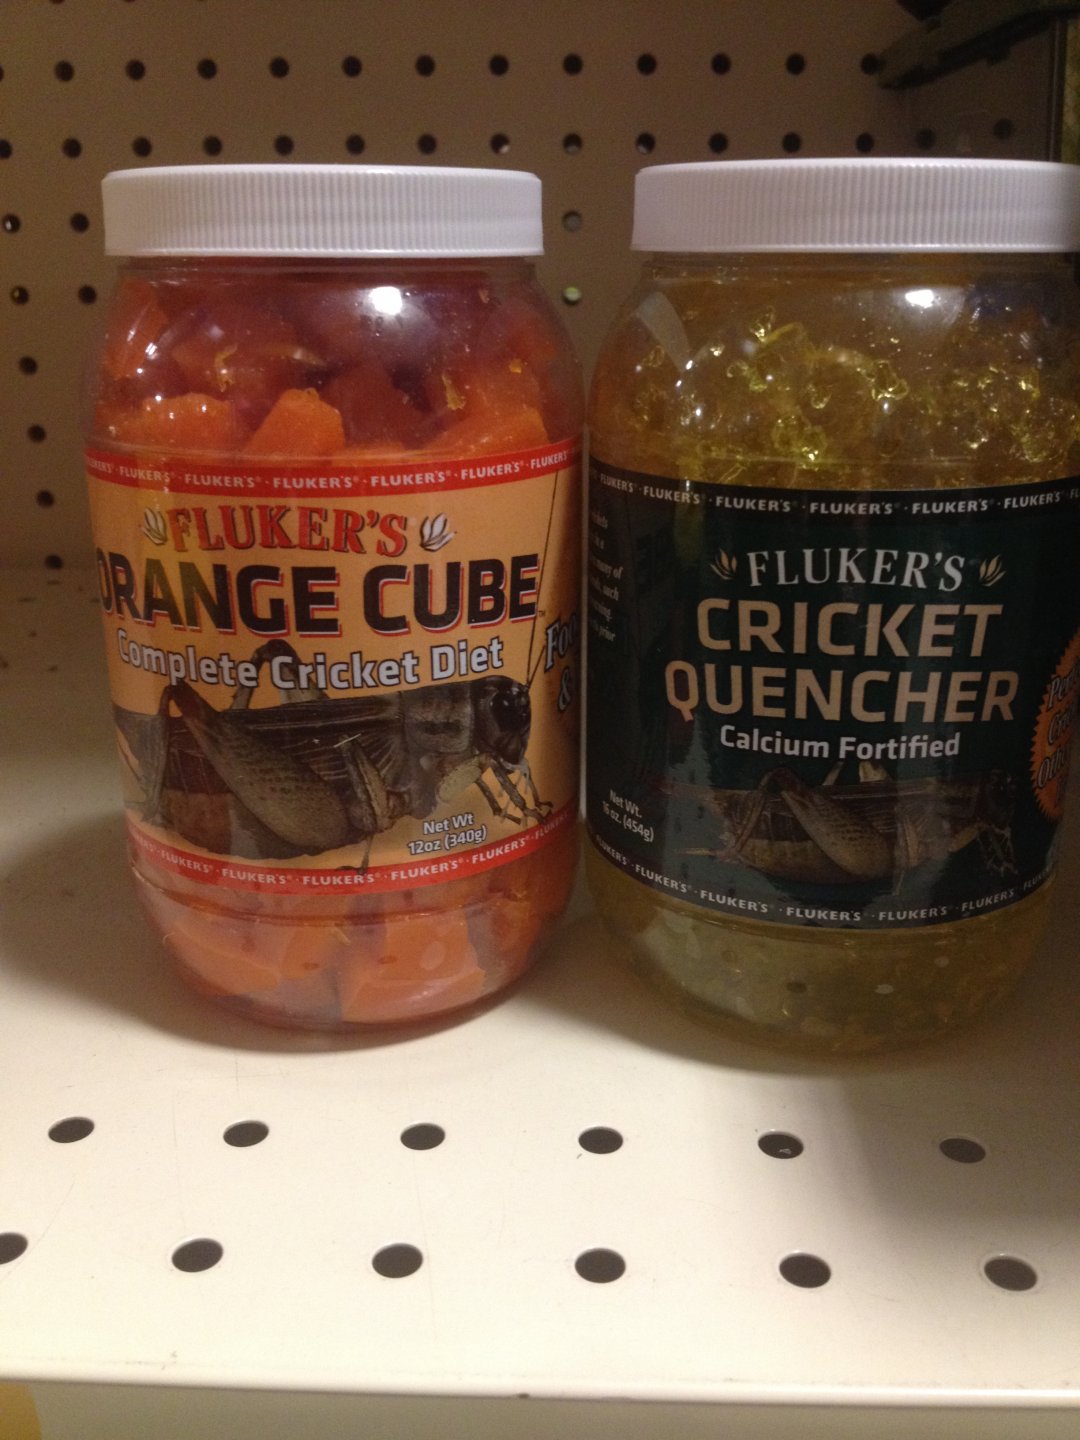 FLUKER'S · FLUKER'S® · FLUKER'S® · FLUKER'S® · FLUKER'S®
FLUKER'S
ORANGE CUBE™
Complete Cricket Diet
&
Net Wt
12oz (340g)
FLUKER'S · FLUKER'S® · FLUKER'S® · FLUKER'S® · FLUKER'S®
FLUKER'S® · FLUKER'S® · FLUKER'S® · FLUKER'S® · FLUKER'S
FLUKER'S
CRICKET
QUENCHER
Calcium Fortified
Net Wt.
16 oz. (454g)
FLUKER'S® · FLUKER'S® · FLUKER'S® · FLUKER'S® · FLUKER'S®